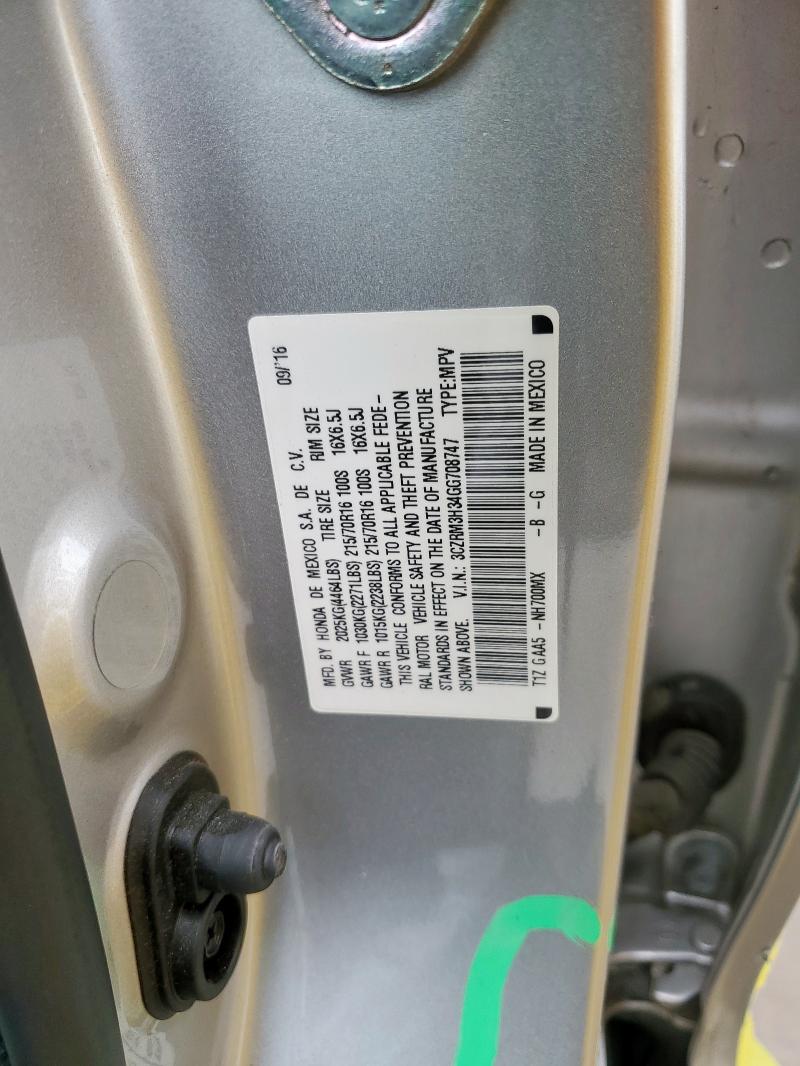 09/'16
MFD. BY HONDA DE MEXICO S.A. DE C.V.
GVWR 2025KG(4464LBS) TIRE SIZE RIM SIZE
GAWR F 1030KG(2271LBS) 215/70R16 100S 16X6.5J
GAWR R 1015KG(2238LBS) 215/70R16 100S 16X6.5J
THIS VEHICLE CONFORMS TO ALL APPLICABLE FEDE-
RAL MOTOR VEHICLE SAFETY AND THEFT PREVENTION
STANDARDS IN EFFECT ON THE DATE OF MANUFACTURE
SHOWN ABOVE. V.I.N.: 3CZRM3H34GG708747 TYPE:MPV
T1Z GAA5 -NH700MX -B -G MADE IN MEXICO